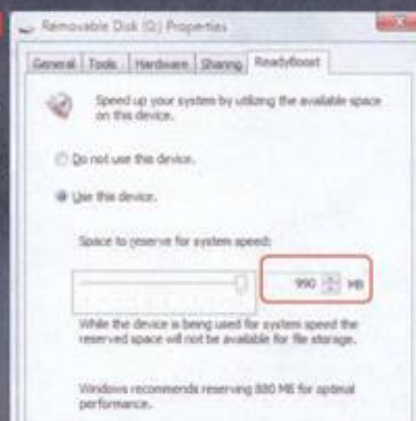 Removable Disk (G:) Properties
General Tools Hardware Sharing ReadyBoost
Speed up your system by utilizing the available space
on this device.
Do not use this device.
Use this device.
Space to reserve for system speed:
990 MB
While the device is being used for system speed the
reserved space will not be available for file storage.
Windows recommends reserving 880 MB for optimal
performance.